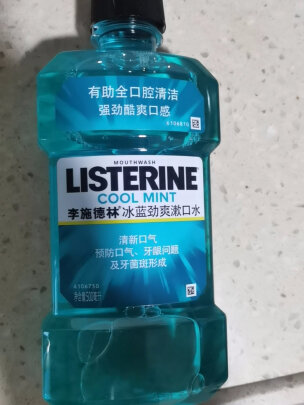 有助全口腔清洁
强劲酷爽口感
6106810
MOUTHWASH
LISTERINE
COOL MINT
李施德林®冰蓝劲爽漱口水
清新口气
预防口气、牙龈问题
及牙菌斑形成
6106750
净含量500毫升